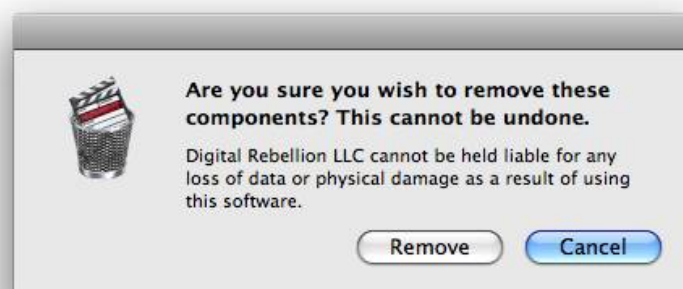 Are you sure you wish to remove these
components? This cannot be undone.
Digital Rebellion LLC cannot be held liable for any
loss of data or physical damage as a result of using
this software.
Remove Cancel